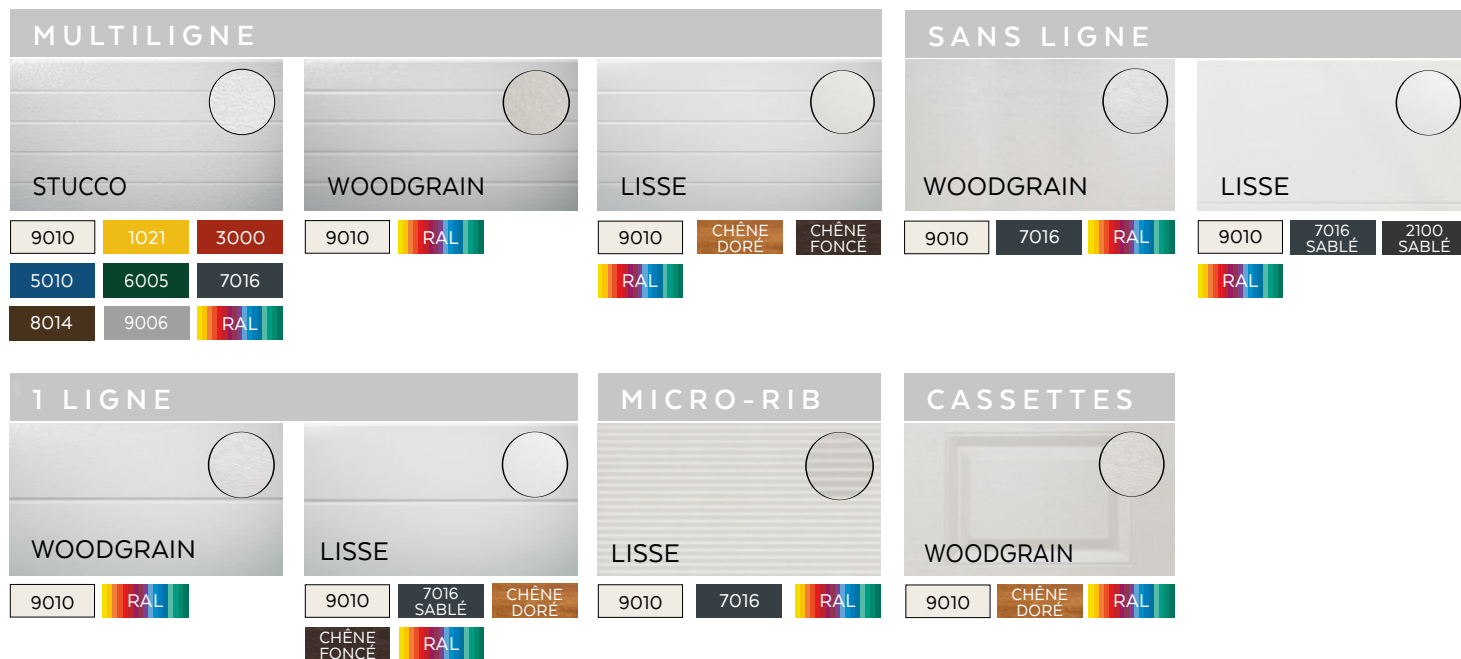 MULTILIGNE
STUCCO
9010 1021 3000
5010 6005 7016
8014 9006 RAL
WOODGRAIN
9010 RAL
LISSE
9010 CHÊNE DORÉ CHÊNE FONCÉ
RAL
SANS LIGNE
WOODGRAIN
9010 7016 RAL
LISSE
9010 7016 SABLÉ 2100 SABLÉ
RAL
1 LIGNE
WOODGRAIN
9010 RAL
LISSE
9010 7016 SABLÉ CHÊNE DORÉ
CHÊNE FONCÉ RAL
MICRO-RIB
LISSE
9010 7016 RAL
CASSETTES
WOODGRAIN
9010 CHÊNE DORÉ RAL